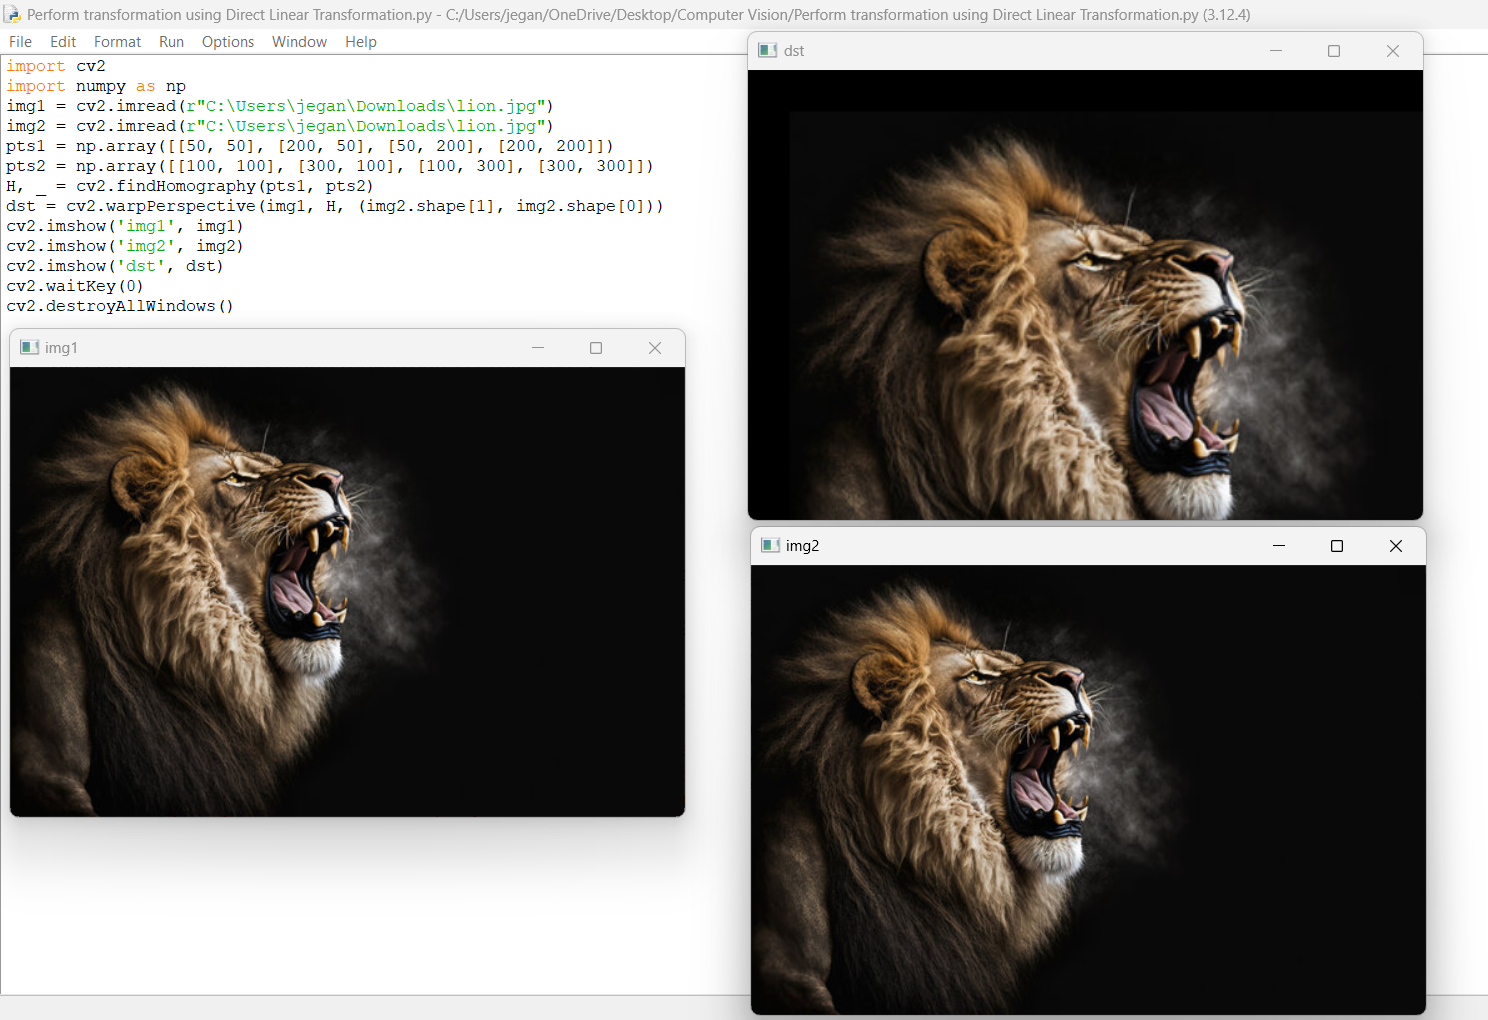 Perform transformation using Direct Linear Transformation.py - C:/Users/jegan/OneDrive/Desktop/Computer Vision/Perform transformation using Direct Linear Transformation.py (3.12.4)
File Edit Format Run Options Window Help
import cv2
import numpy as np
img1 = cv2.imread(r"C:\Users\jegan\Downloads\lion.jpg")
img2 = cv2.imread(r"C:\Users\jegan\Downloads\lion.jpg")
pts1 = np.array([[50, 50], [200, 50], [50, 200], [200, 200]])
pts2 = np.array([[100, 100], [300, 100], [100, 300], [300, 300]])
H, _ = cv2.findHomography(pts1, pts2)
dst = cv2.warpPerspective(img1, H, (img2.shape[1], img2.shape[0]))
cv2.imshow('img1', img1)
cv2.imshow('img2', img2)
cv2.imshow('dst', dst)
cv2.waitKey(0)
cv2.destroyAllWindows()
img1
dst
img2